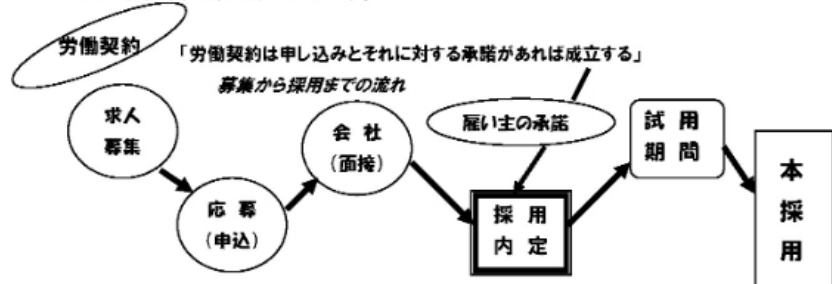 労働契約
「労働契約は申し込みとそれに対する承諾があれば成立する」
募集から採用までの流れ
求人
募集
応募
(申込)
会社
(面接)
雇い主の承諾
採用
内定
試用
期間
本
採
用